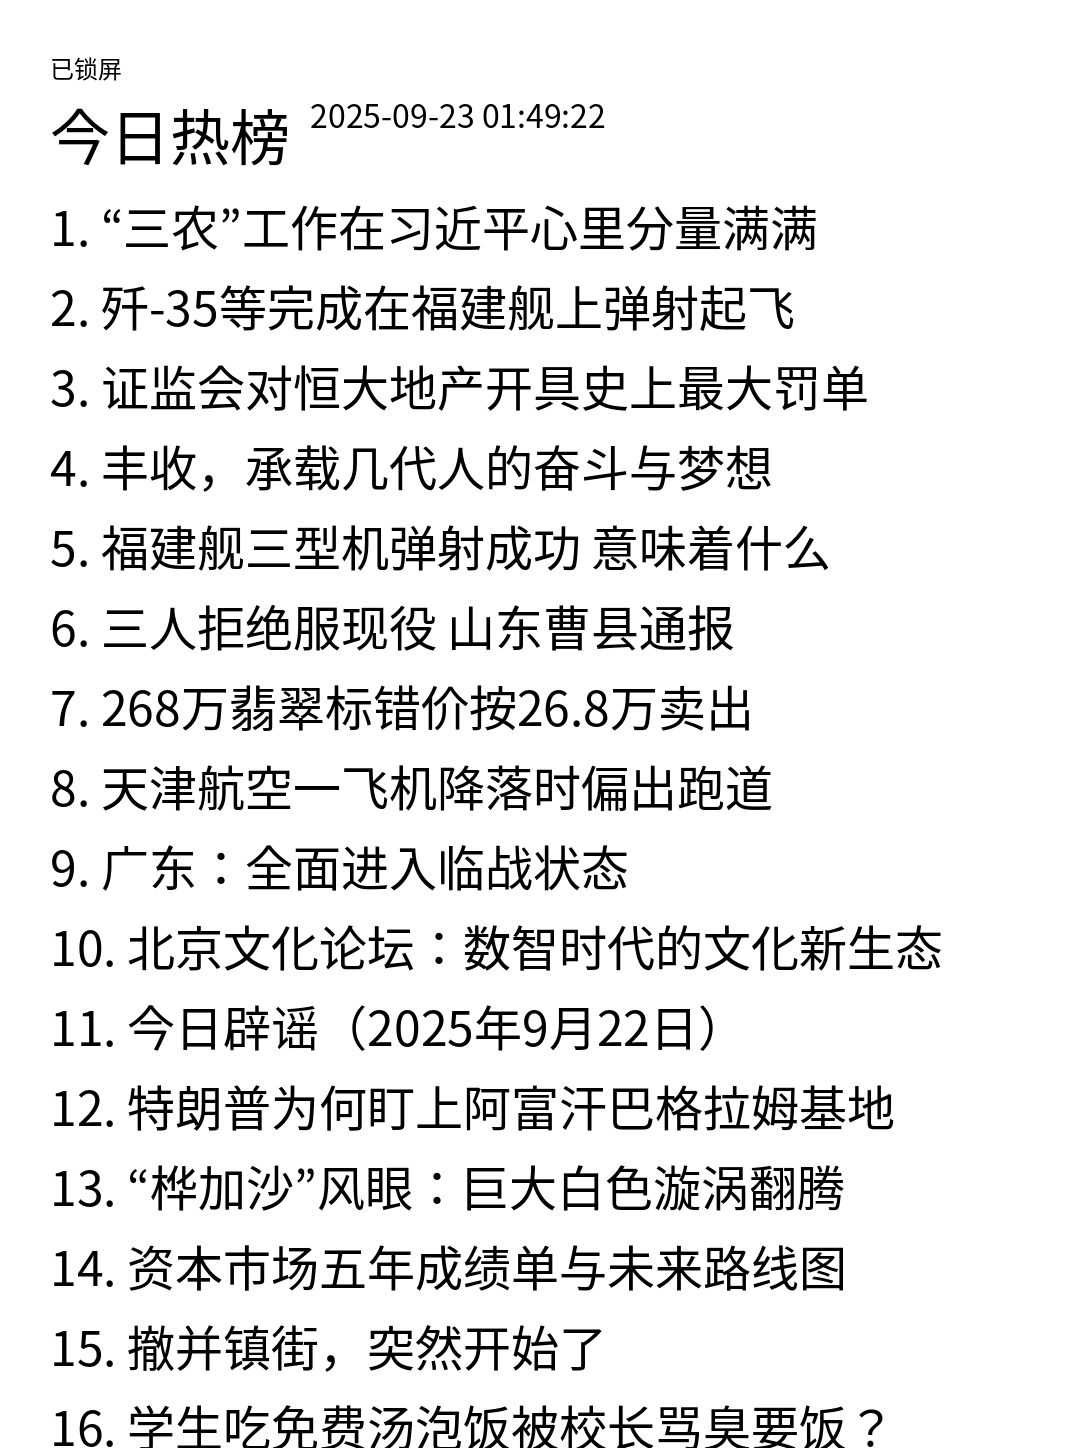 已锁屏
今日热榜 2025-09-23 01:49:22
1. “三农”工作在习近平心里分量满满
2. 歼-35等完成在福建舰上弹射起飞
3. 证监会对恒大地产开具史上最大罚单
4. 丰收，承载几代人的奋斗与梦想
5. 福建舰三型机弹射成功 意味着什么
6. 三人拒绝服现役 山东曹县通报
7. 268万翡翠标错价按26.8万卖出
8. 天津航空一飞机降落时偏出跑道
9. 广东：全面进入临战状态
10. 北京文化论坛：数智时代的文化新生态
11. 今日辟谣（2025年9月22日）
12. 特朗普为何盯上阿富汗巴格拉姆基地
13. “桦加沙”风眼：巨大白色漩涡翻腾
14. 资本市场五年成绩单与未来路线图
15. 撤并镇街，突然开始了
16. 学生吃免费汤泡饭被校长骂臭要饭？